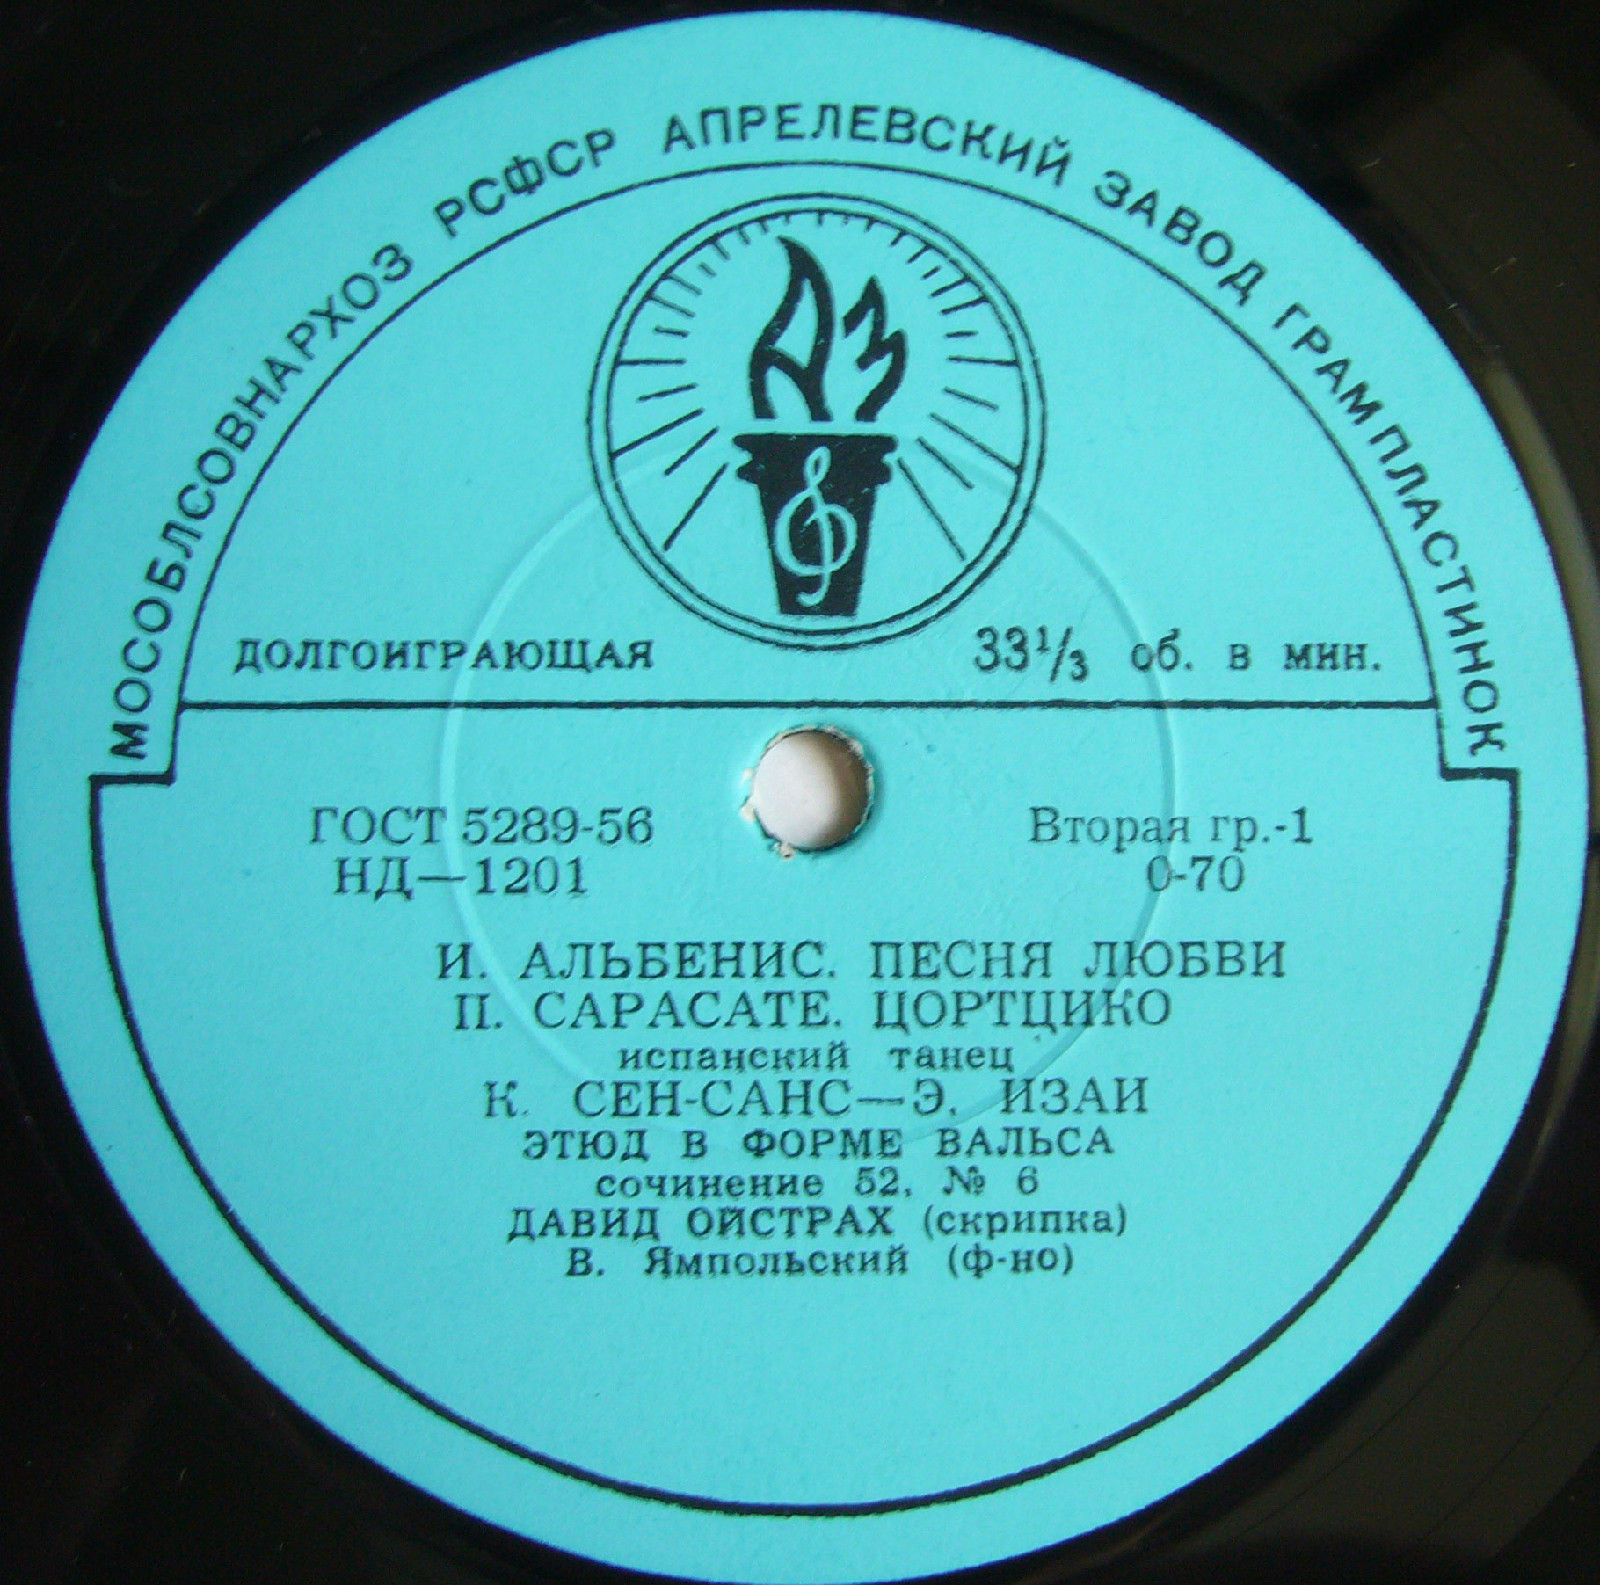 МОСОБЛСОВНАРХОЗ РСФСР АПРЕЛЕВСКИЙ ЗАВОД ГРАМПЛАСТИНОК
АЗ
ДОЛГОИГРАЮЩАЯ 33⅓ об. в мин.
ГОСТ 5289-56 Вторая гр.-1
НД—1201 0-70
И. АЛЬБЕНИС. ПЕСНЯ ЛЮБВИ
П. САРАСАТЕ. ЦОРТЦИКО
испанский танец
К. СЕН-САНС—Э. ИЗАИ
ЭТЮД В ФОРМЕ ВАЛЬСА
сочинение 52, № 6
ДАВИД ОЙСТРАХ (скрипка)
В. Ямпольский (ф-но)